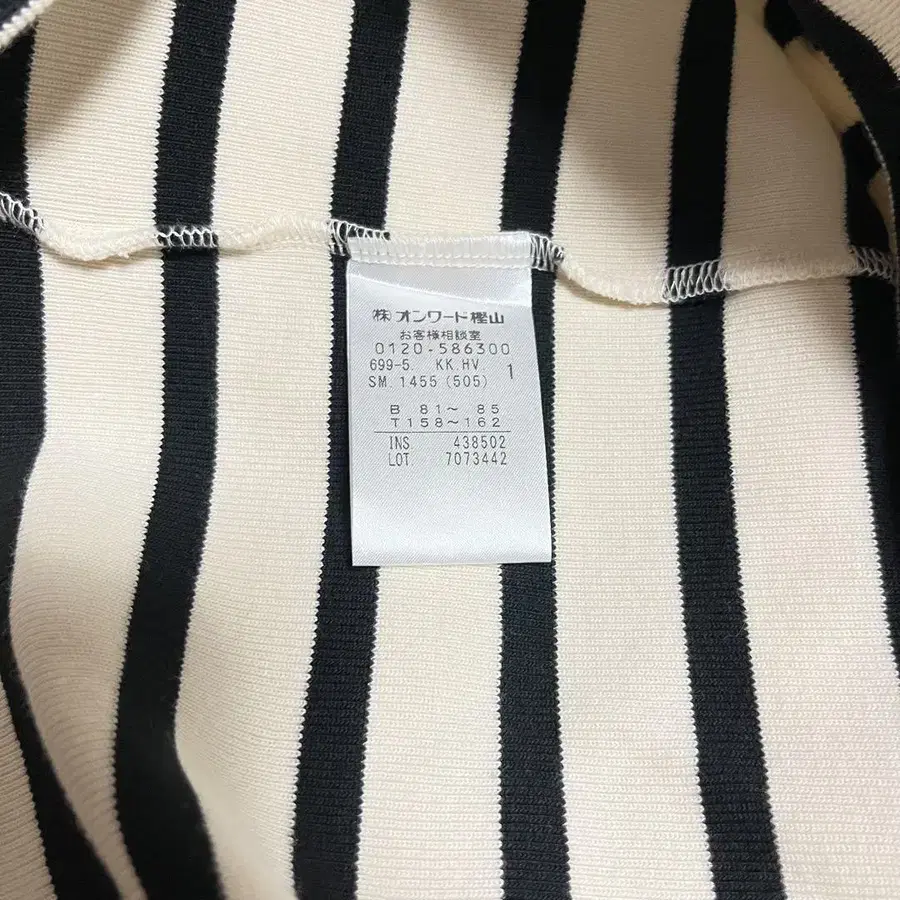 (株)オンワード樫山
お客様相談室
0120-586300
699-5. KK.HV 1
SM. 1455 (505)
B 81〜 85
T158〜162
INS. 438502
LOT. 7073442